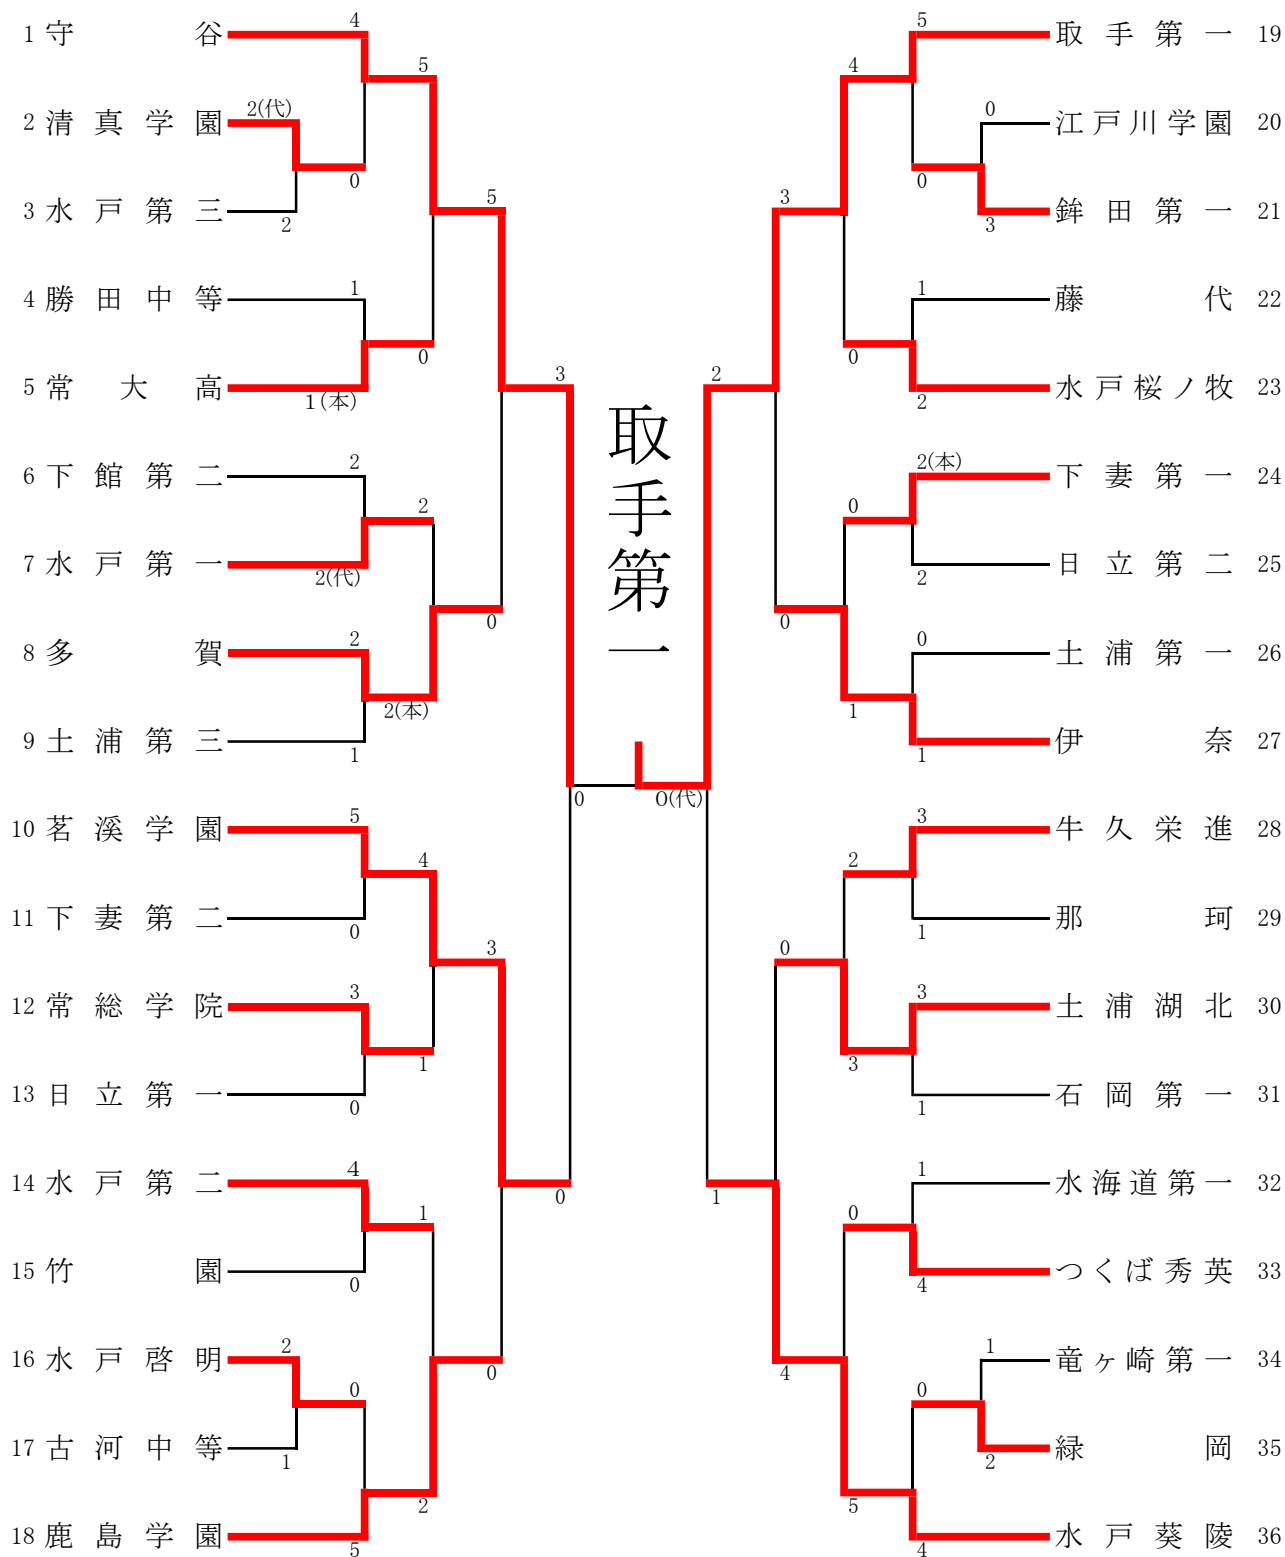 1 守谷
4
5
2 清真学園
2(代)
0
3 水戸第三
2
5
4 勝田中等
1
0
5 常大高
1(本)
3
6 下館第二
2
2
7 水戸第一
2(代)
0
8 多賀
2
2(本)
9 土浦第三
1
0
10 茗溪学園
5
4
11 下妻第二
0
3
12 常総学院
3
1
13 日立第一
0
14 水戸第二
4
0
1
15 竹園
0
16 水戸啓明
2
0
0
17 古河中等
1
2
18 鹿島学園
5
取手第一
0(代)
5
取手第一 19
4
0
江戸川学園 20
0
3
鉾田第一 21
3
1
藤代 22
0
2
水戸桜ノ牧 23
2
2(本)
下妻第一 24
0
2
日立第二 25
0
0
土浦第一 26
1
1
伊奈 27
3
牛久栄進 28
2
1
那珂 29
0
3
土浦湖北 30
3
1
石岡第一 31
1
1
水海道第一 32
0
4
つくば秀英 33
4
1
竜ヶ崎第一 34
0
2
緑岡 35
5
4
水戸葵陵 36